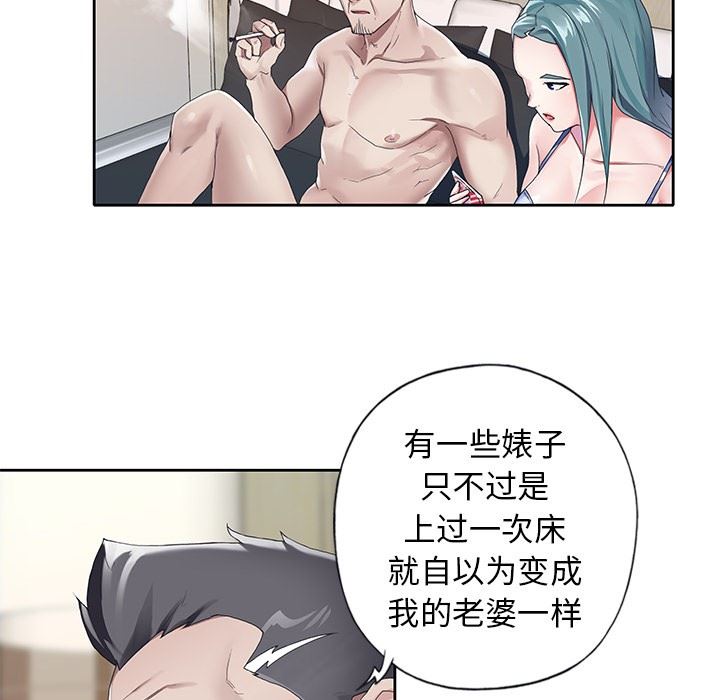 有一些婊子
只不过是
上过一次床
就自以为变成
我的老婆一样